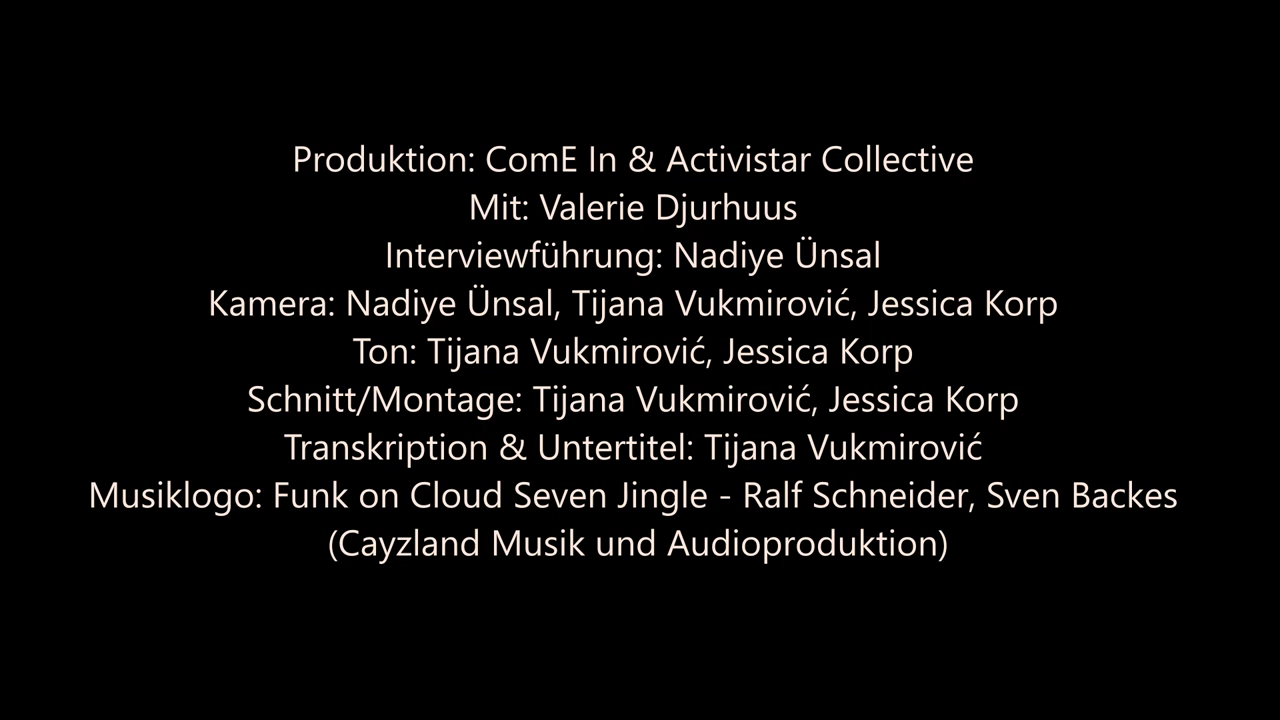 Produktion: ComE In & Activistar Collective
Mit: Valerie Djurhuus
Interviewführung: Nadiye Ünsal
Kamera: Nadiye Ünsal, Tijana Vukmirović, Jessica Korp
Ton: Tijana Vukmirović, Jessica Korp
Schnitt/Montage: Tijana Vukmirović, Jessica Korp
Transkription & Untertitel: Tijana Vukmirović
Musiklogo: Funk on Cloud Seven Jingle - Ralf Schneider, Sven Backes
(Cayzland Musik und Audioproduktion)